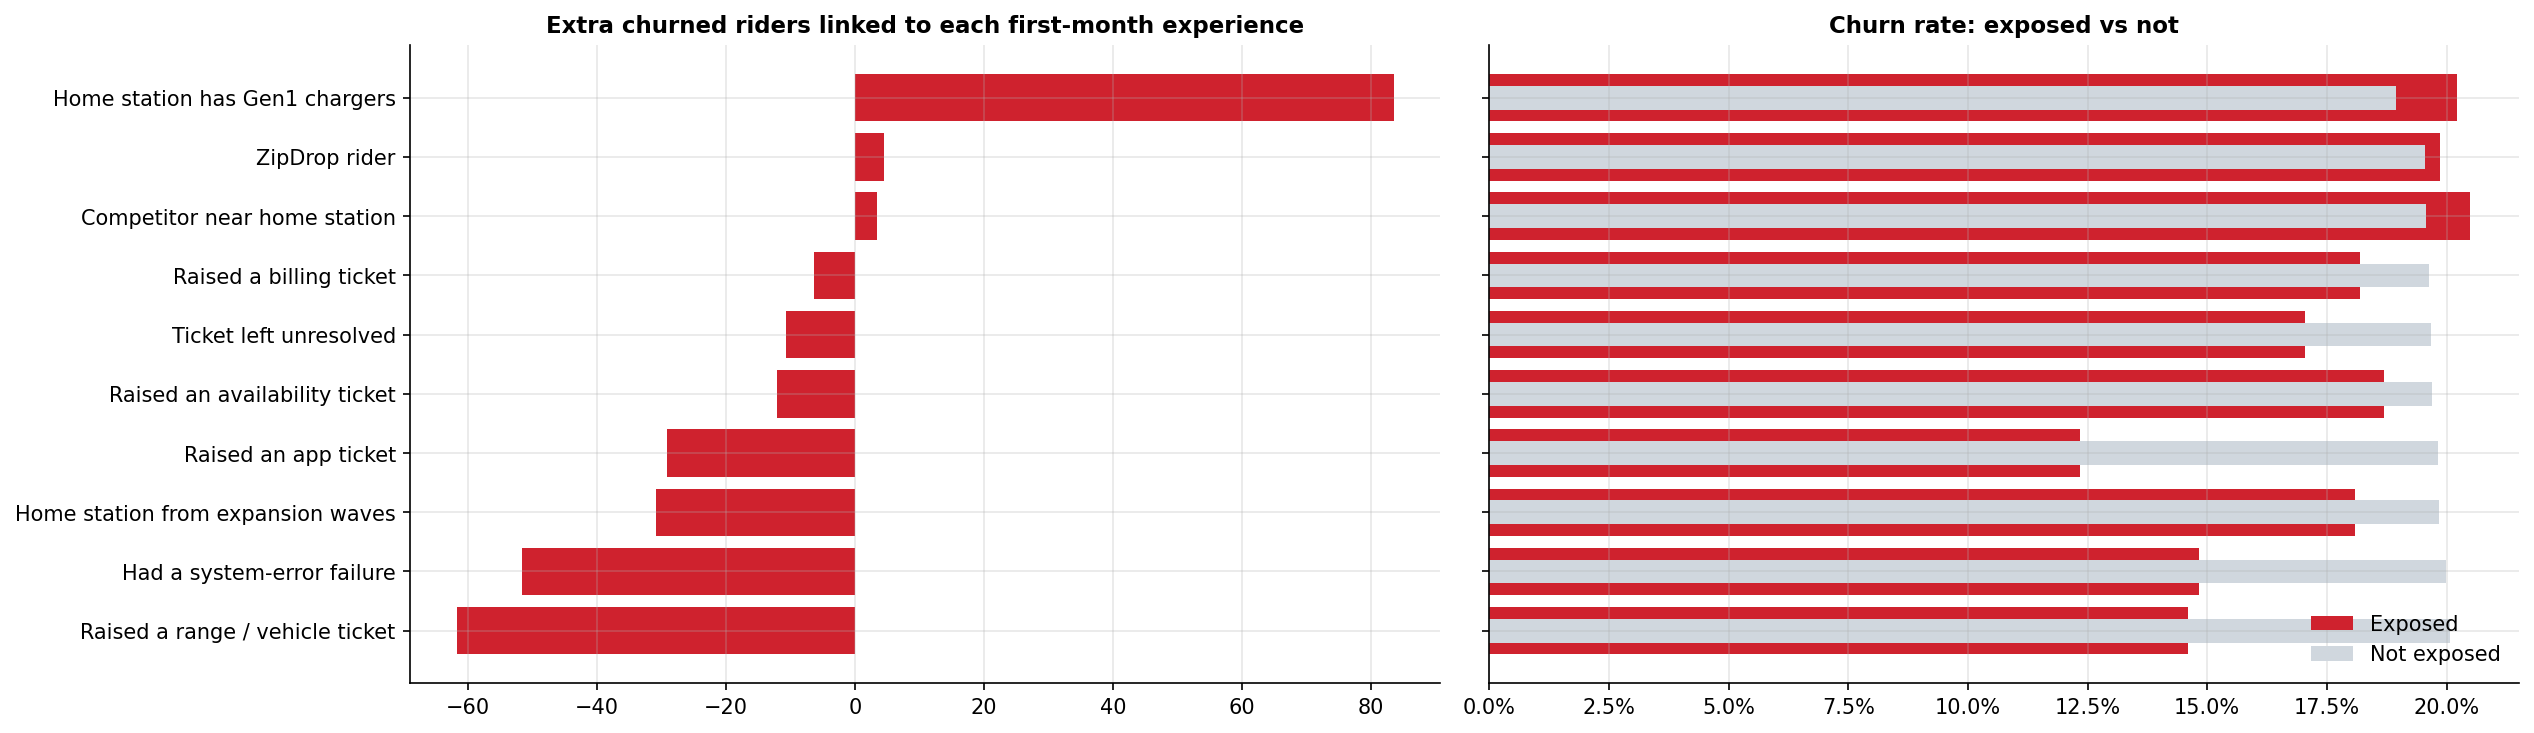 Extra churned riders linked to each first-month experience
Home station has Gen1 chargers
ZipDrop rider
Competitor near home station
Raised a billing ticket
Ticket left unresolved
Raised an availability ticket
Raised an app ticket
Home station from expansion waves
Had a system-error failure
Raised a range / vehicle ticket
−60 −40 −20 0 20 40 60 80
Churn rate: exposed vs not
Exposed
Not exposed
0.0% 2.5% 5.0% 7.5% 10.0% 12.5% 15.0% 17.5% 20.0%